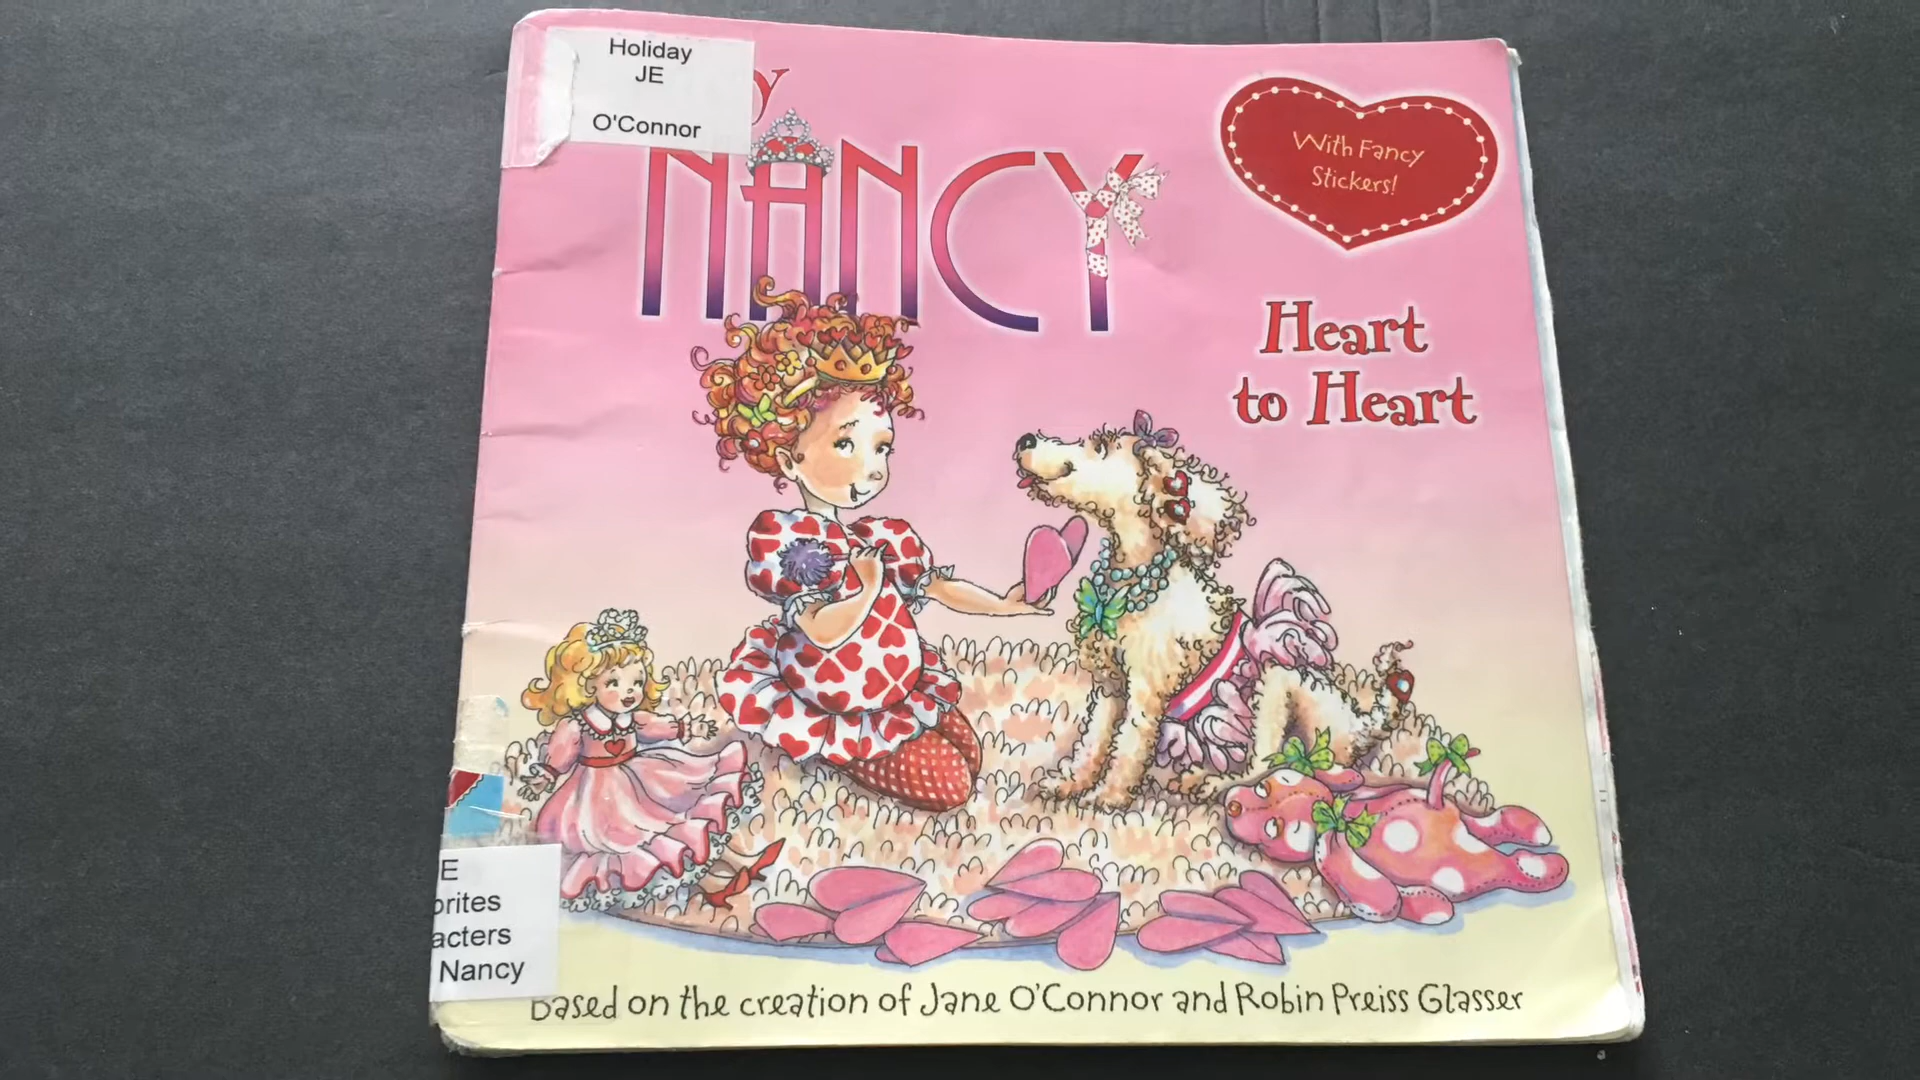 Holiday
JE
O'Connor
y
NANCY
With Fancy
Stickers!
Heart
to Heart
E
orites
acters
Nancy
Based on the creation of Jane O'Connor and Robin Preiss Glasser